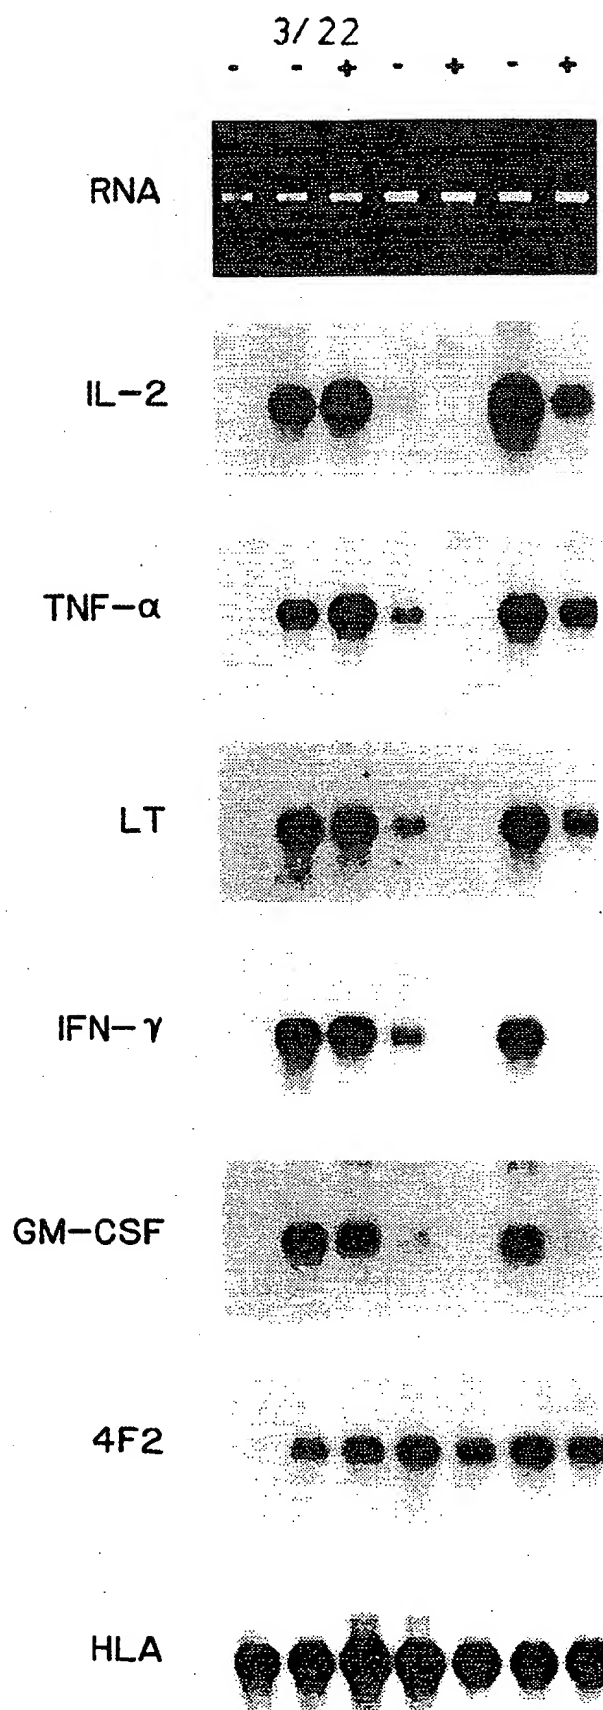 3/22
- - + - + - +
RNA
IL-2
TNF-α
LT
IFN-γ
GM-CSF
4F2
HLA